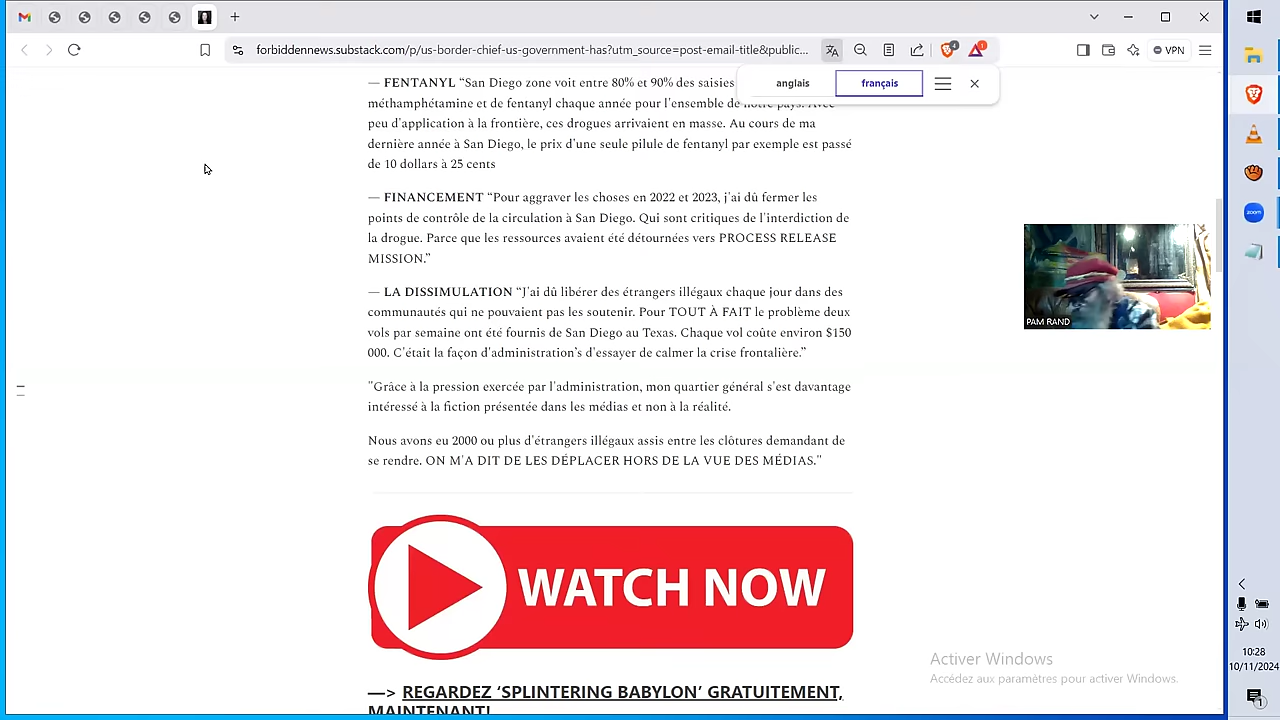 forbiddennews.substack.com/p/us-border-chief-us-government-has?utm_source=post-email-title&public...
4
1
VPN
anglais
français
— FENTANYL “San Diego zone voit entre 80% et 90% des saisies
méthamphétamine et de fentanyl chaque année pour l'ensemble de notre pays. Avec
peu d'application à la frontière, ces drogues arrivaient en masse. Au cours de ma
dernière année à San Diego, le prix d'une seule pilule de fentanyl par exemple est passé
de 10 dollars à 25 cents
— FINANCEMENT “Pour aggraver les choses en 2022 et 2023, j'ai dû fermer les
points de contrôle de la circulation à San Diego. Qui sont critiques de l'interdiction de
la drogue. Parce que les ressources avaient été détournées vers PROCESS RELEASE
MISSION.”
— LA DISSIMULATION “J'ai dû libérer des étrangers illégaux chaque jour dans des
communautés qui ne pouvaient pas les soutenir. Pour TOUT À FAIT le problème deux
vols par semaine ont été fournis de San Diego au Texas. Chaque vol coûte environ $150
000. C'était la façon d'administration’s d'essayer de calmer la crise frontalière.”
"Grâce à la pression exercée par l'administration, mon quartier général s'est davantage
intéressé à la fiction présentée dans les médias et non à la réalité.
Nous avons eu 2000 ou plus d'étrangers illégaux assis entre les clôtures demandant de
se rendre. ON M'A DIT DE LES DÉPLACER HORS DE LA VUE DES MÉDIAS."
WATCH NOW
—> REGARDEZ ‘SPLINTERING BABYLON’ GRATUITEMENT,
MAINTENANT!
PAM RAND
zoom
Activer Windows
Accédez aux paramètres pour activer Windows.
10:28
10/11/2024
1